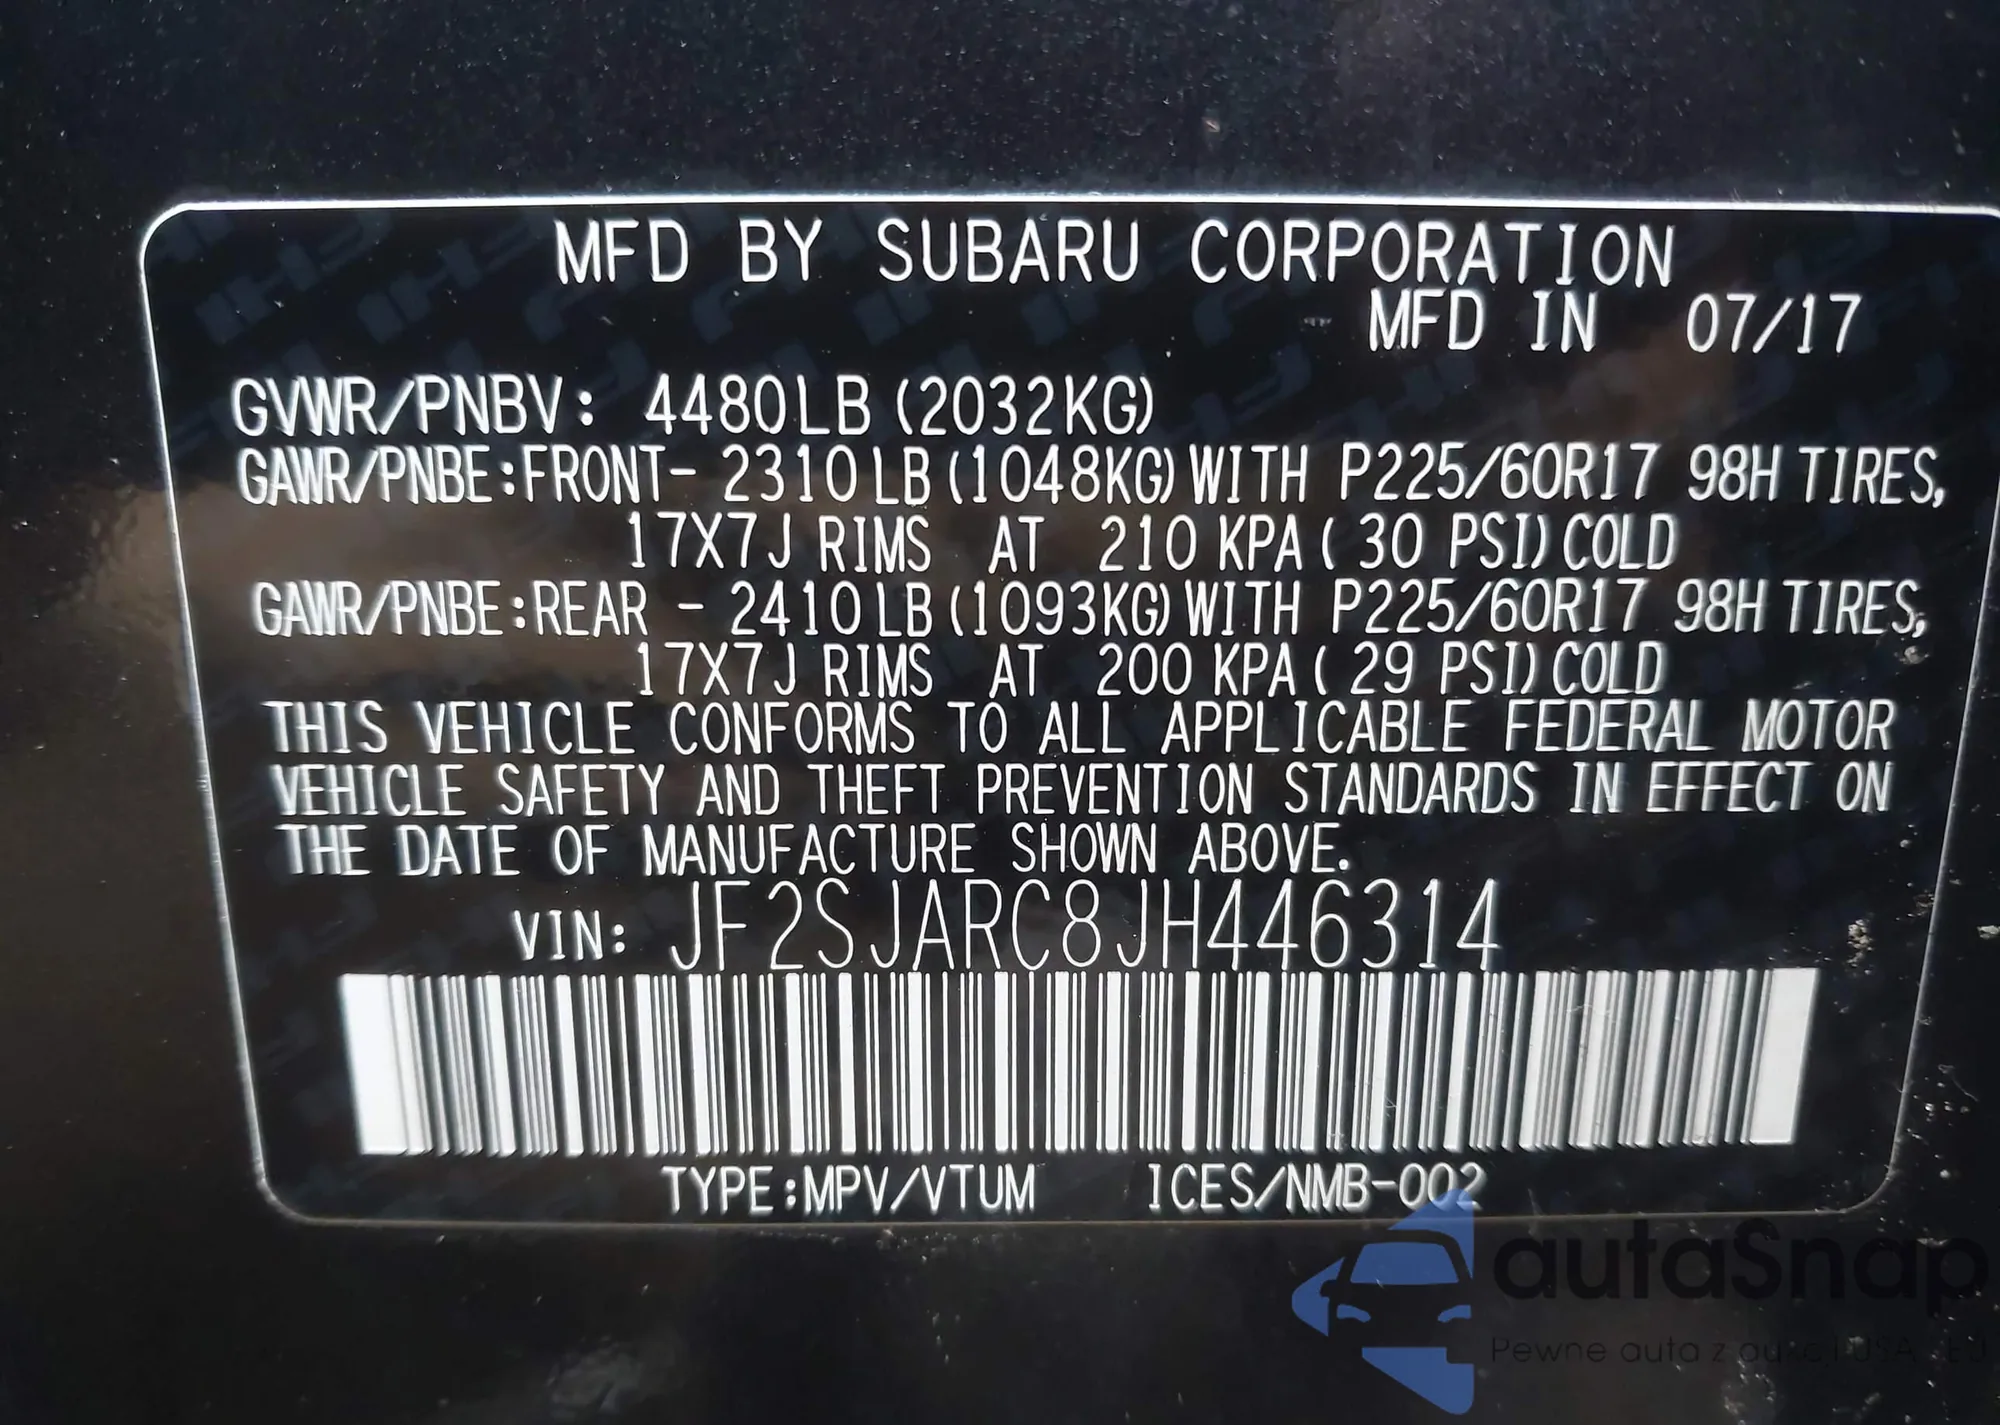 MFD BY SUBARU CORPORATION
MFD IN 07/17
GVWR/PNBV: 4480LB (2032KG)
GAWR/PNBE:FRONT- 2310LB(1048KG)WITH P225/60R17 98H TIRES,
17X7J RIMS AT 210 KPA( 30 PSI)COLD
GAWR/PNBE:REAR - 2410LB(1093KG)WITH P225/60R17 98H TIRES,
17X7J RIMS AT 200 KPA( 29 PSI)COLD
THIS VEHICLE CONFORMS TO ALL APPLICABLE FEDERAL MOTOR
VEHICLE SAFETY AND THEFT PREVENTION STANDARDS IN EFFECT ON
THE DATE OF MANUFACTURE SHOWN ABOVE.
VIN: JF2SJARC8JH446314
TYPE:MPV/VTUM ICES/NMB-002
autaSnap
Pewne auta z